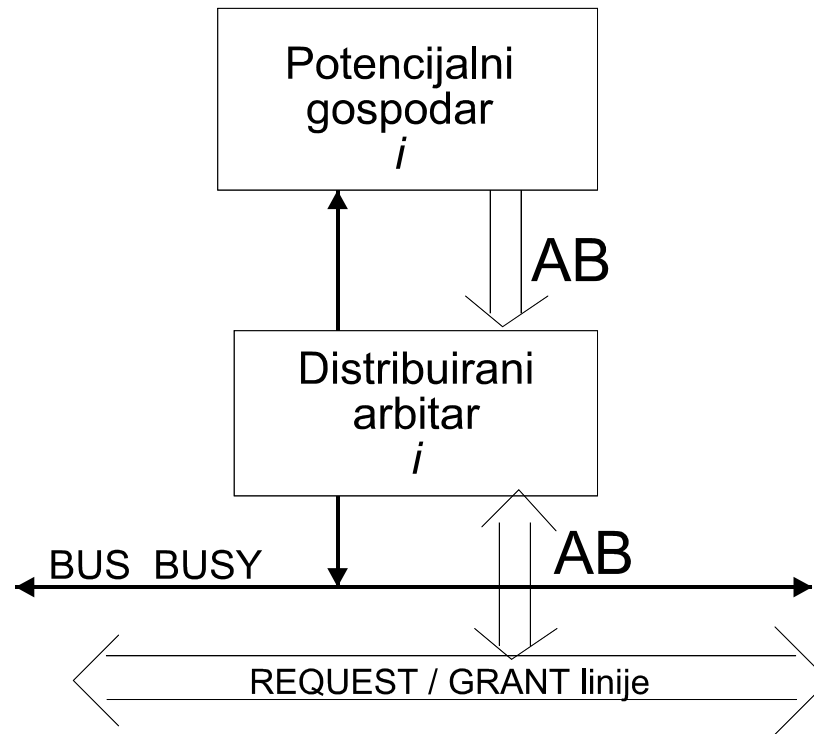 Potencijalni
gospodar
i
AB
Distribuirani
arbitar
i
AB
BUS BUSY
REQUEST / GRANT linije